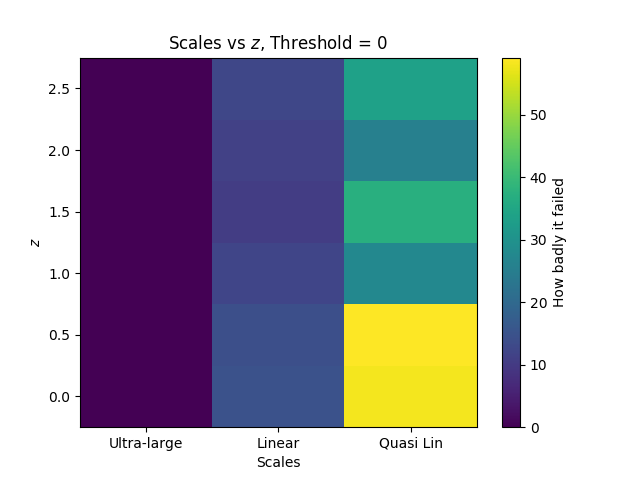 Scales vs z, Threshold = 0
2.5
2.0
1.5
1.0
0.5
0.0
z
Ultra-large Linear Quasi Lin
Scales
50
40
30
20
10
0
How badly it failed